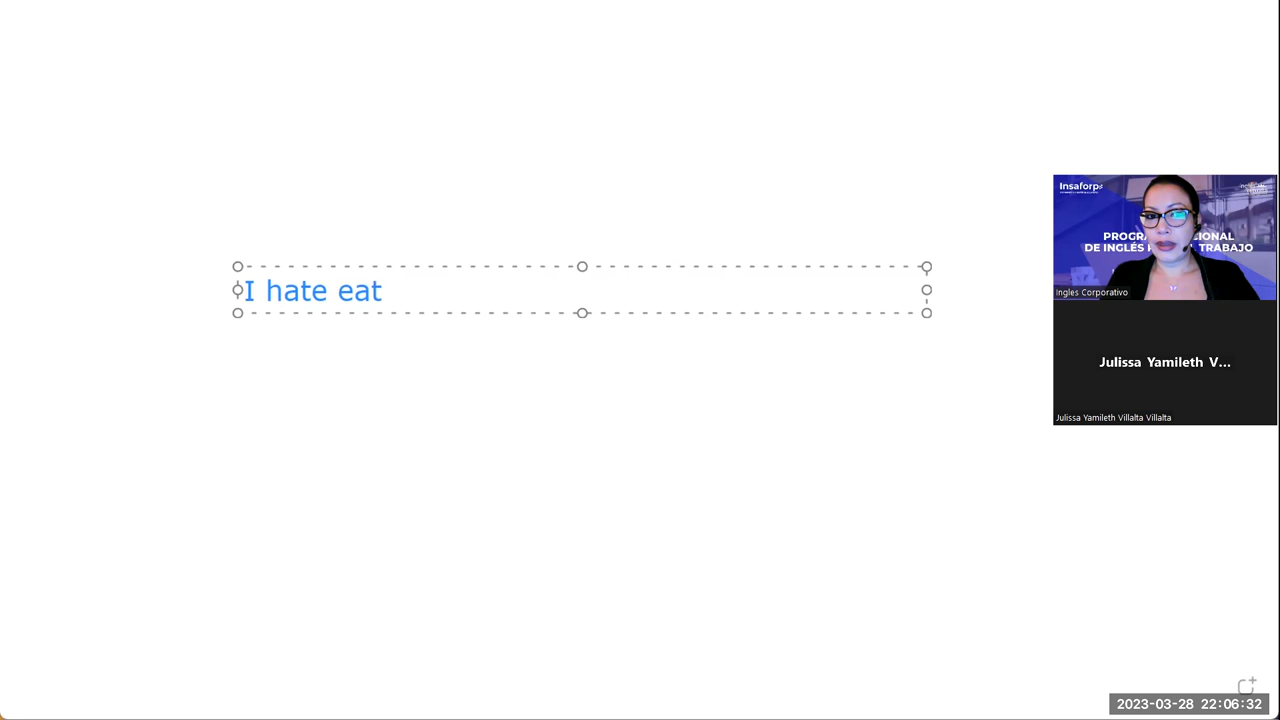 I hate eat
Insaforp
PROGR CIONAL
DE INGLÉS TRABAJO
Ingles Corporativo
Julissa Yamileth V...
Julissa Yamileth Villalta Villalta
2023-03-28 22:06:32